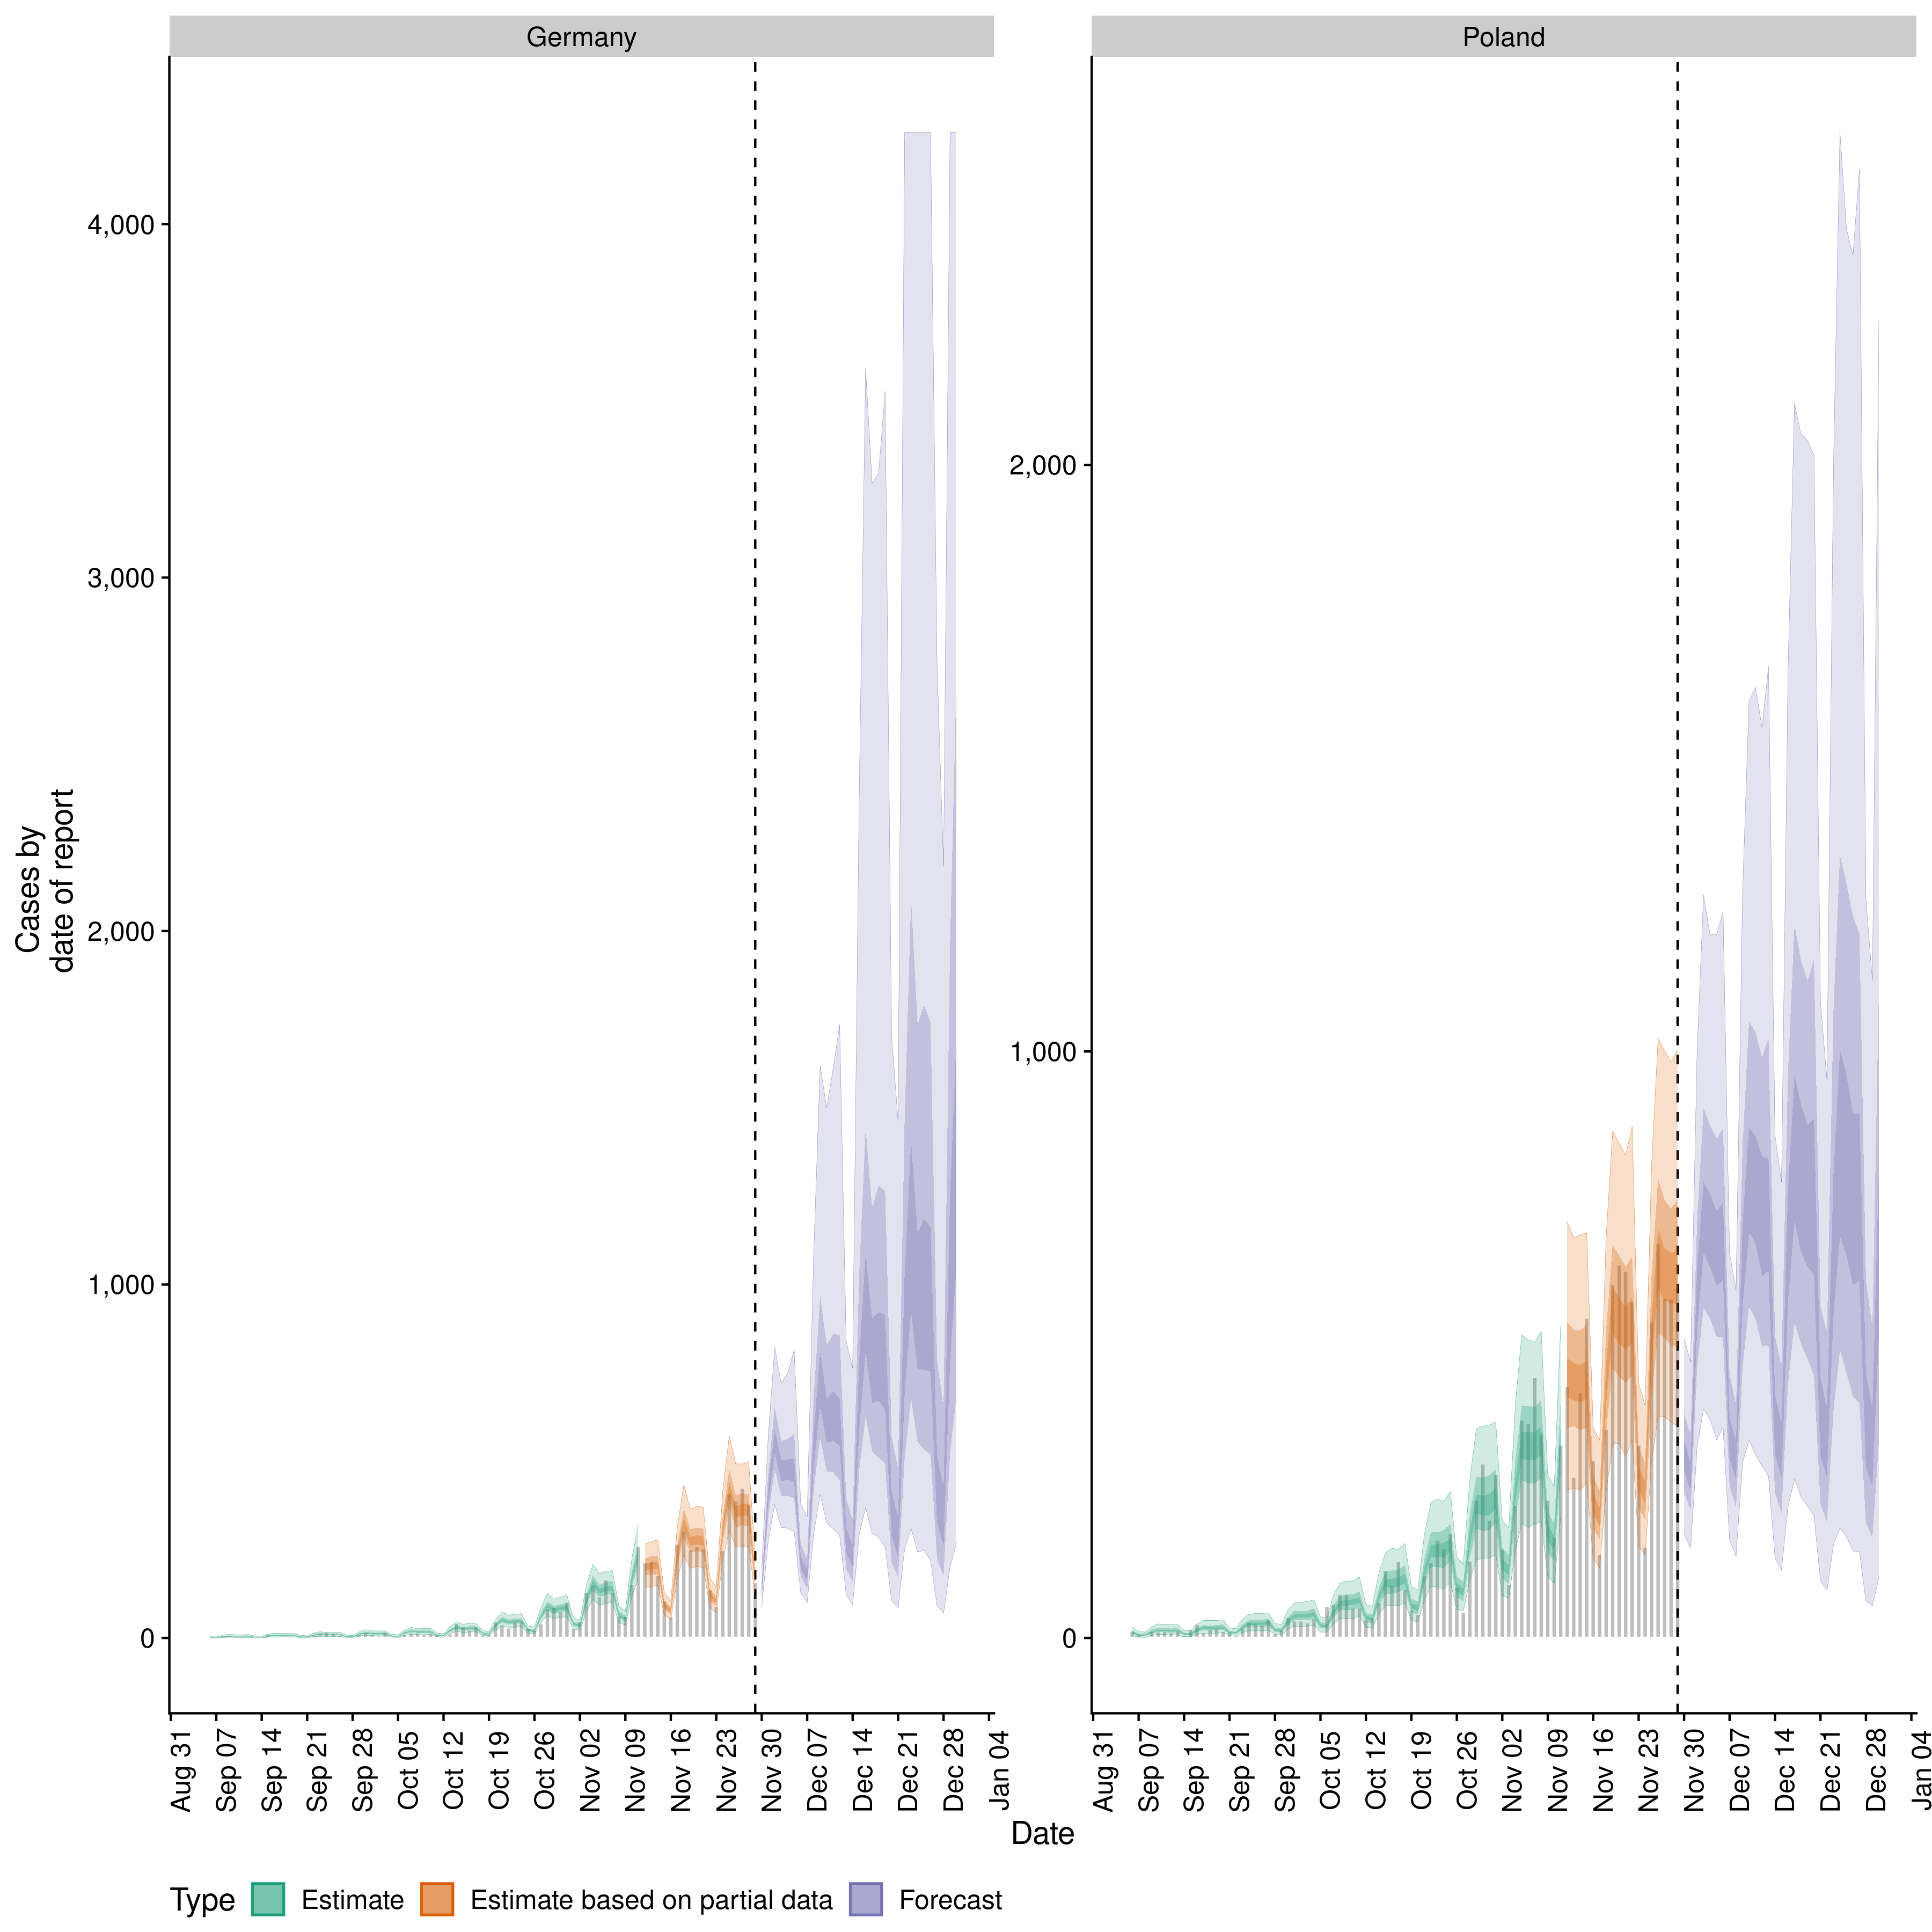 Germany
Poland
Cases by
date of report
4,000
3,000
2,000
1,000
0
2,000
1,000
0
Aug 31
Sep 07
Sep 14
Sep 21
Sep 28
Oct 05
Oct 12
Oct 19
Oct 26
Nov 02
Nov 09
Nov 16
Nov 23
Nov 30
Dec 07
Dec 14
Dec 21
Dec 28
Jan 04
Aug 31
Sep 07
Sep 14
Sep 21
Sep 28
Oct 05
Oct 12
Oct 19
Oct 26
Nov 02
Nov 09
Nov 16
Nov 23
Nov 30
Dec 07
Dec 14
Dec 21
Dec 28
Jan 04
Date
Type Estimate Estimate based on partial data Forecast